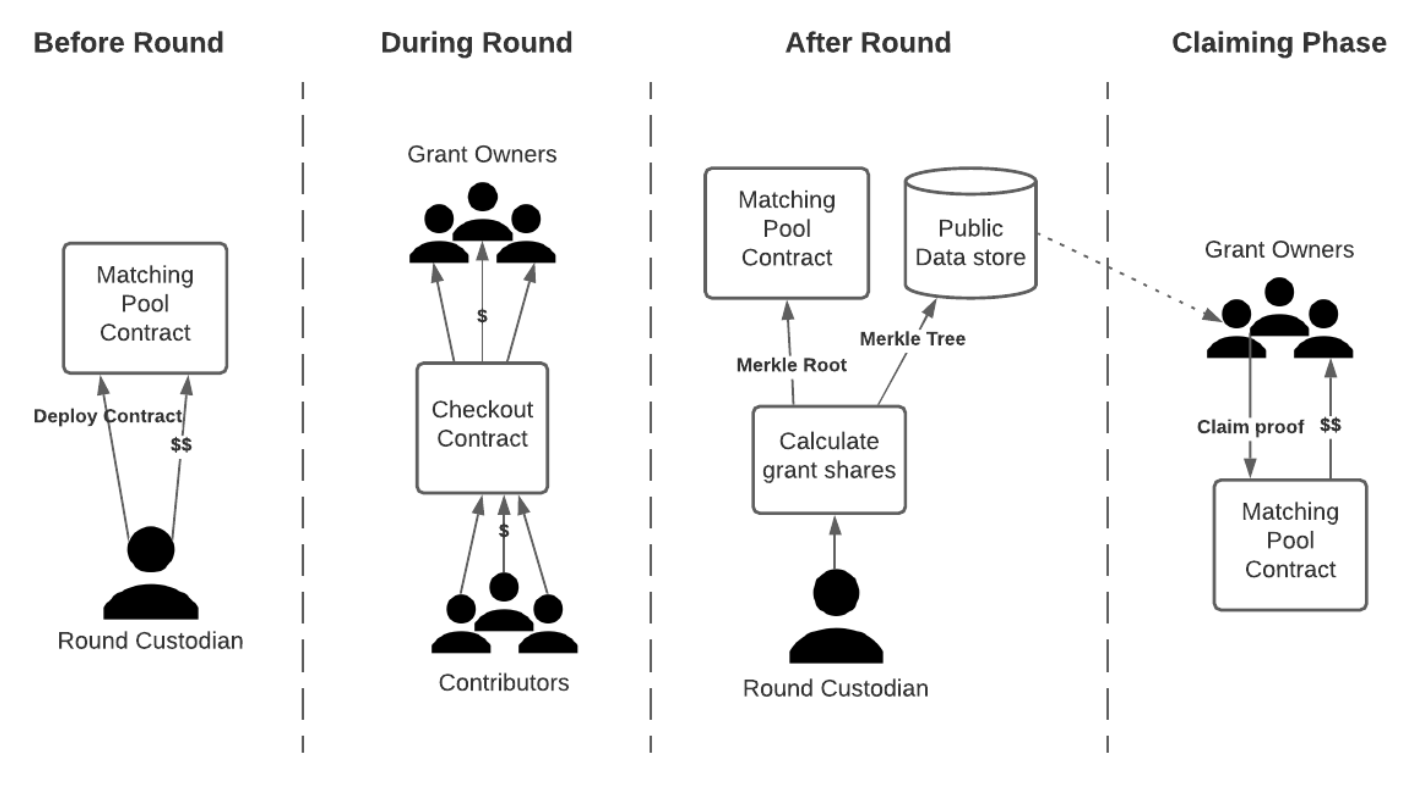 Before Round
During Round
After Round
Claiming Phase
Matching
Pool
Contract
Deploy Contract
$$
Round Custodian
Grant Owners
$
Checkout
Contract
$
Contributors
Matching
Pool
Contract
Public
Data store
Merkle Root
Merkle Tree
Calculate
grant shares
Round Custodian
Grant Owners
Claim proof
$$
Matching
Pool
Contract